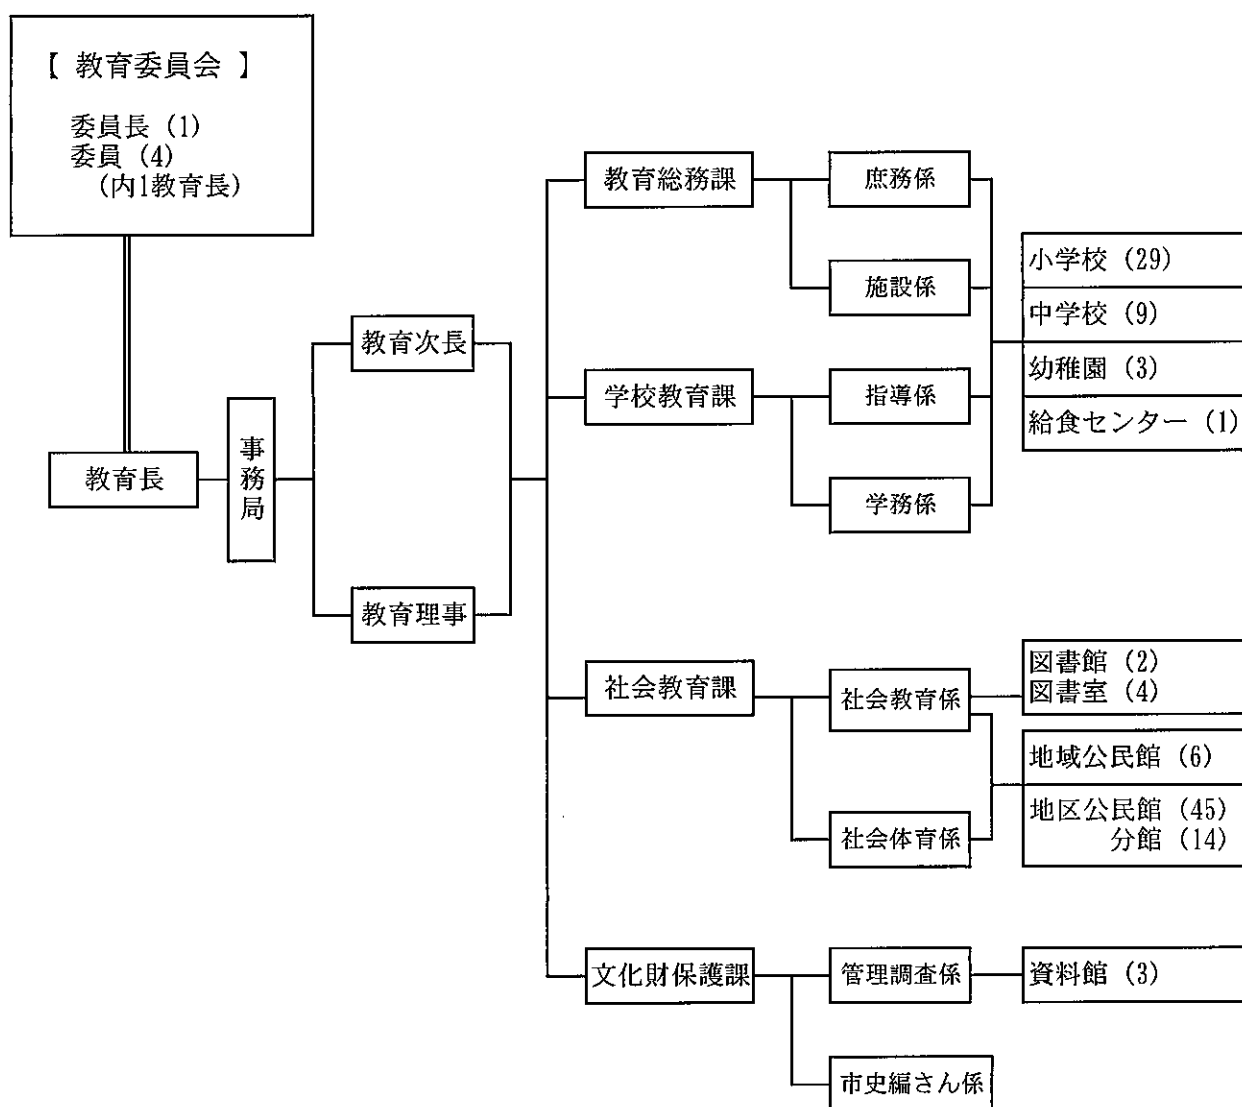 【 教育委員会 】
委員長 (1)
委員 (4)
(内1教育長)
教育長
事務局
教育次長
教育理事
教育総務課
庶務係
施設係
学校教育課
指導係
学務係
小学校 (29)
中学校 (9)
幼稚園 (3)
給食センター (1)
社会教育課
社会教育係
社会体育係
図書館 (2)
図書室 (4)
地域公民館 (6)
地区公民館 (45)
分館 (14)
文化財保護課
管理調査係
資料館 (3)
市史編さん係